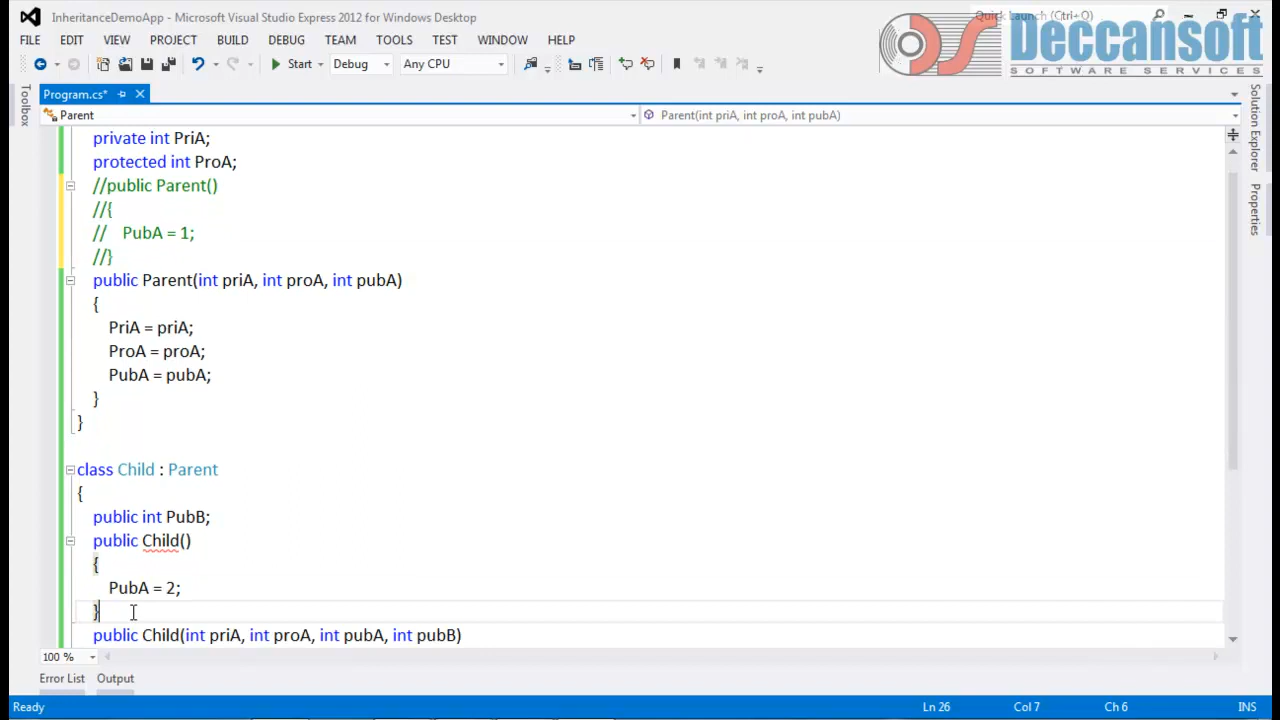 InheritanceDemoApp - Microsoft Visual Studio Express 2012 for Windows Desktop
Quick Launch (Ctrl+Q)
FILE EDIT VIEW PROJECT BUILD DEBUG TEAM TOOLS TEST WINDOW HELP
Deccansoft
SOFTWARE SERVICES
Start Debug Any CPU
Toolbox
Program.cs*
Solution Explorer
Properties
Parent
Parent(int priA, int proA, int pubA)
private int PriA;
protected int ProA;
//public Parent()
//{
// PubA = 1;
//}
public Parent(int priA, int proA, int pubA)
{
PriA = priA;
ProA = proA;
PubA = pubA;
}
}
class Child : Parent
{
public int PubB;
public Child()
{
PubA = 2;
}
public Child(int priA, int proA, int pubA, int pubB)
100 %
Error List Output
Ready Ln 26 Col 7 Ch 6 INS